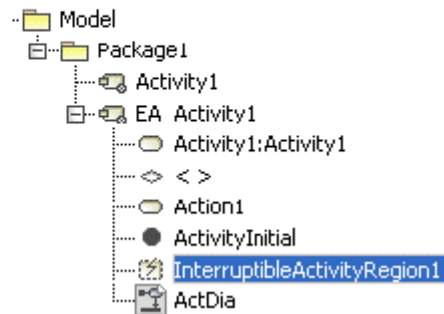 Model
Package1
Activity1
EA Activity1
Activity1:Activity1
< >
Action1
ActivityInitial
InterruptibleActivityRegion1
ActDia